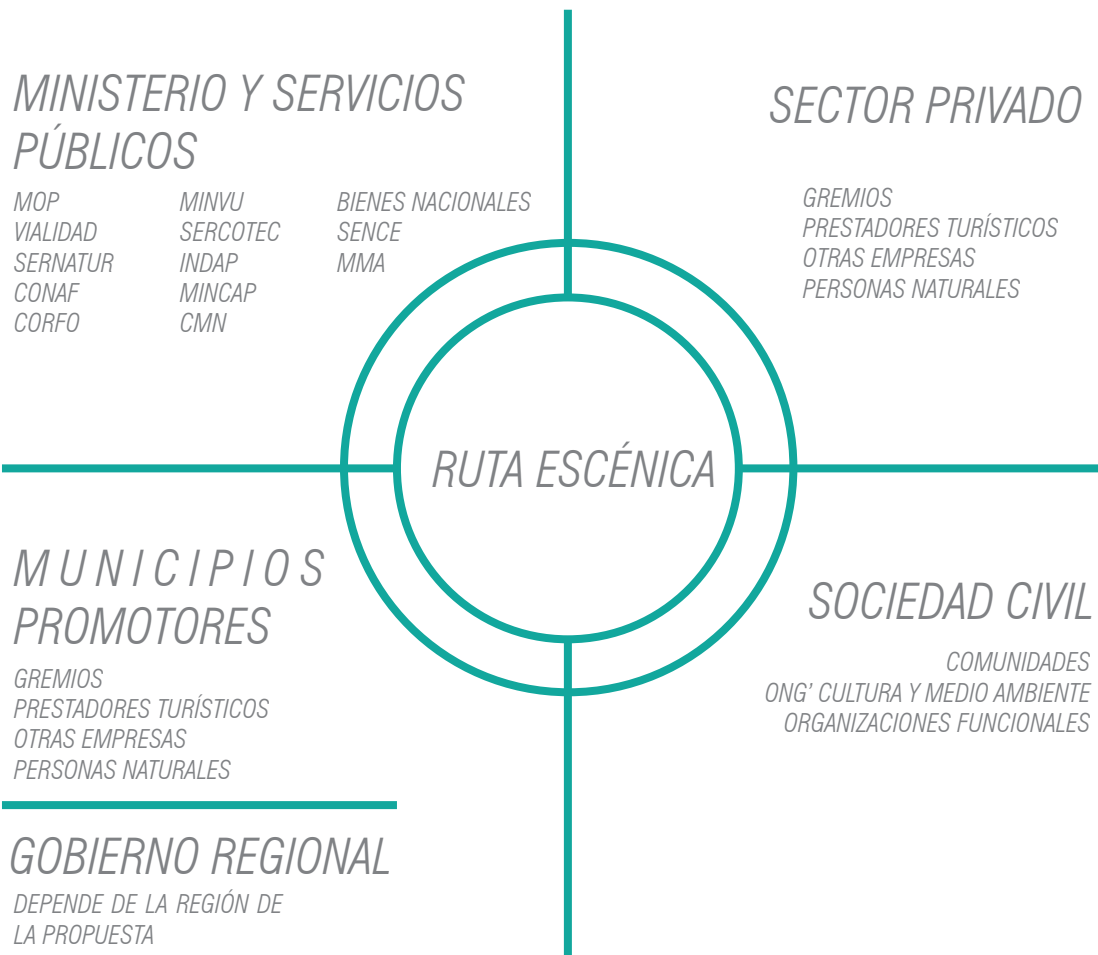 MINISTERIO Y SERVICIOS
PÚBLICOS
MOP
VIALIDAD
SERNATUR
CONAF
CORFO
MINVU
SERCOTEC
INDAP
MINCAP
CMN
BIENES NACIONALES
SENCE
MMA
SECTOR PRIVADO
GREMIOS
PRESTADORES TURÍSTICOS
OTRAS EMPRESAS
PERSONAS NATURALES
RUTA ESCÉNICA
MUNICIPIOS
PROMOTORES
GREMIOS
PRESTADORES TURÍSTICOS
OTRAS EMPRESAS
PERSONAS NATURALES
GOBIERNO REGIONAL
DEPENDE DE LA REGIÓN DE
LA PROPUESTA
SOCIEDAD CIVIL
COMUNIDADES
ONG' CULTURA Y MEDIO AMBIENTE
ORGANIZACIONES FUNCIONALES